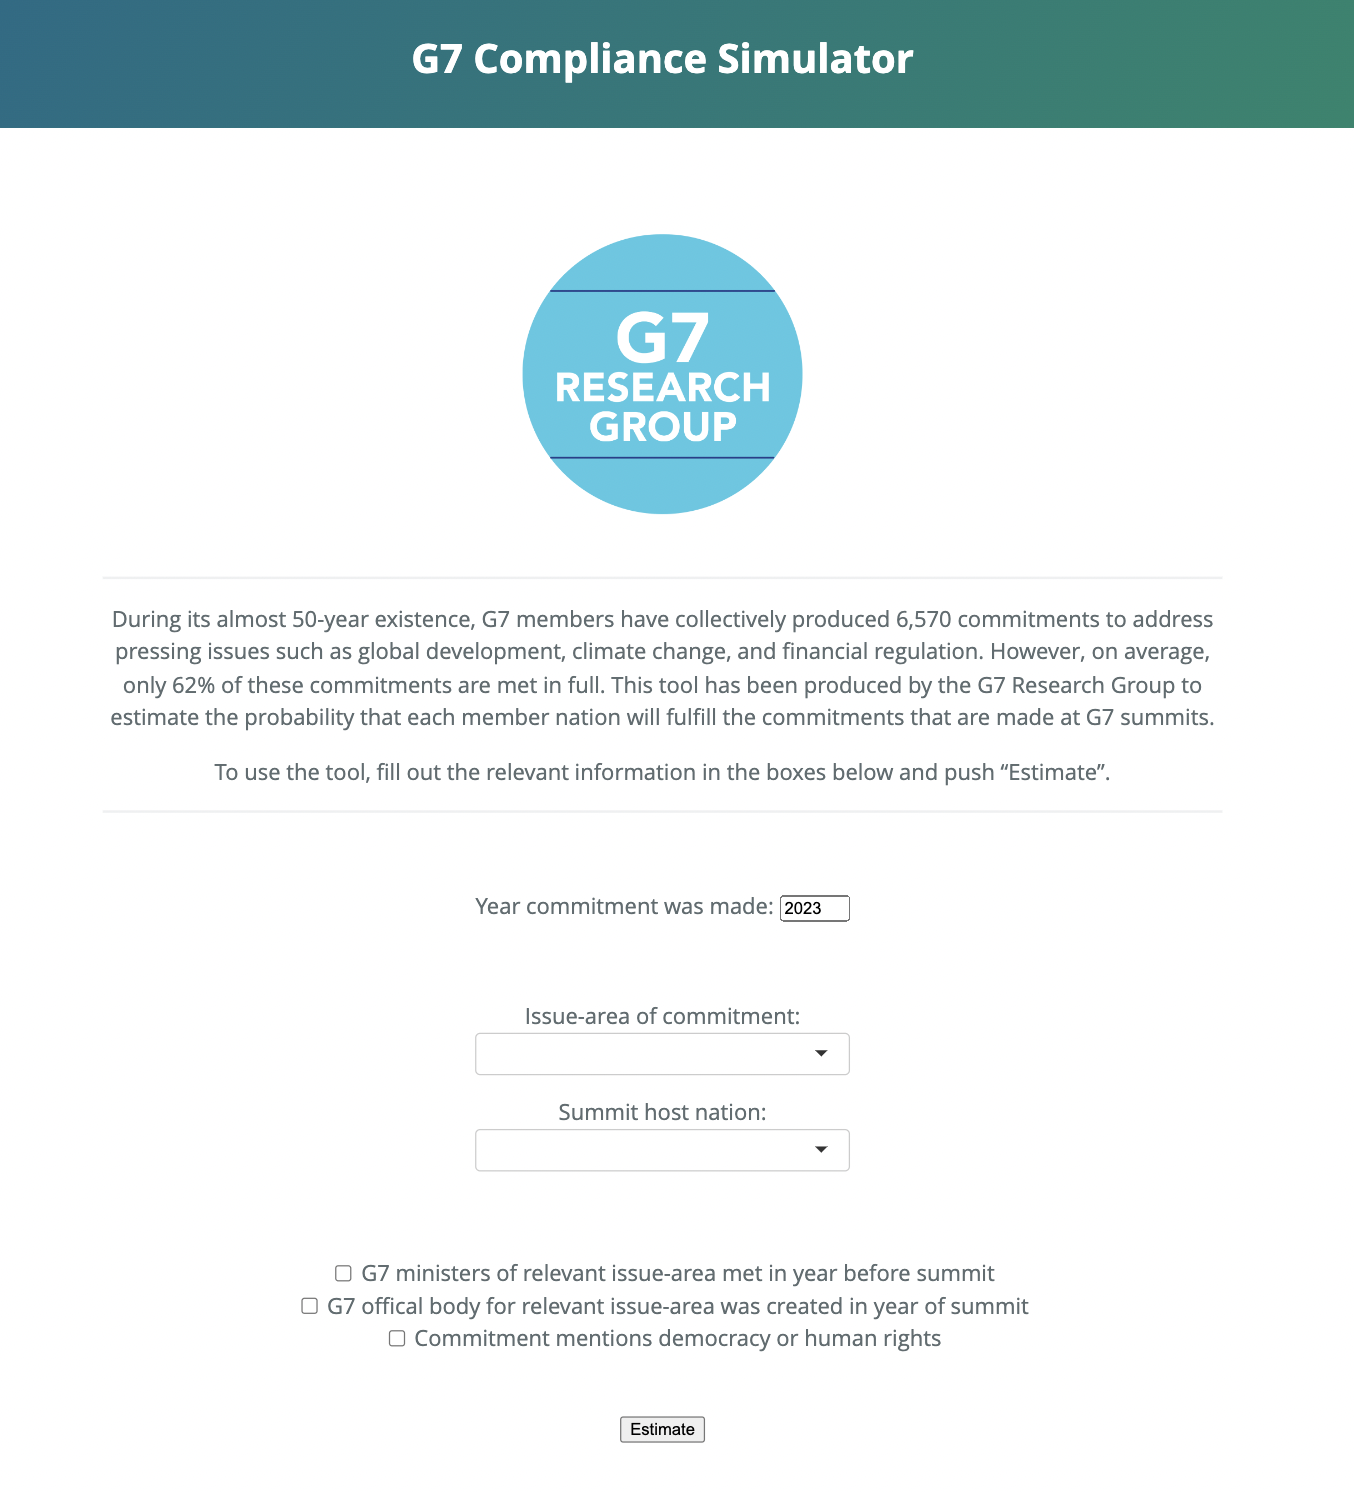 G7 Compliance Simulator
G7
RESEARCH
GROUP
During its almost 50-year existence, G7 members have collectively produced 6,570 commitments to address
pressing issues such as global development, climate change, and financial regulation. However, on average,
only 62% of these commitments are met in full. This tool has been produced by the G7 Research Group to
estimate the probability that each member nation will fulfill the commitments that are made at G7 summits.
To use the tool, fill out the relevant information in the boxes below and push “Estimate”.
Year commitment was made: 2023
Issue-area of commitment:
Summit host nation:
G7 ministers of relevant issue-area met in year before summit
G7 offical body for relevant issue-area was created in year of summit
Commitment mentions democracy or human rights
Estimate